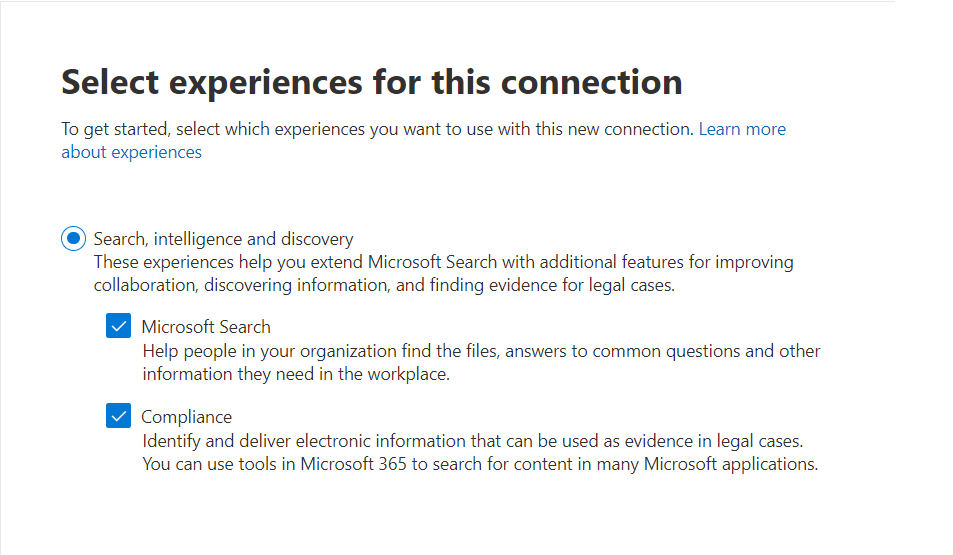 Select experiences for this connection
To get started, select which experiences you want to use with this new connection. Learn more
about experiences
Search, intelligence and discovery
These experiences help you extend Microsoft Search with additional features for improving
collaboration, discovering information, and finding evidence for legal cases.
Microsoft Search
Help people in your organization find the files, answers to common questions and other
information they need in the workplace.
Compliance
Identify and deliver electronic information that can be used as evidence in legal cases.
You can use tools in Microsoft 365 to search for content in many Microsoft applications.